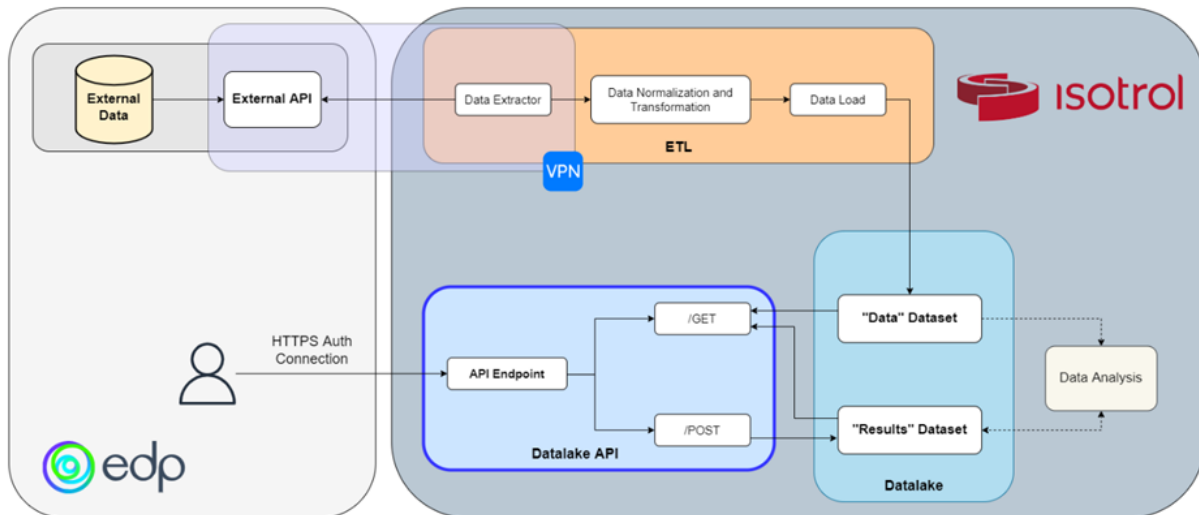 External
Data
External API
Data Extractor
Data Normalization and
Transformation
Data Load
ETL
VPN
ISOTROL
HTTPS Auth
Connection
API Endpoint
/GET
/POST
Datalake API
"Data" Dataset
"Results" Dataset
Datalake
Data Analysis
edp